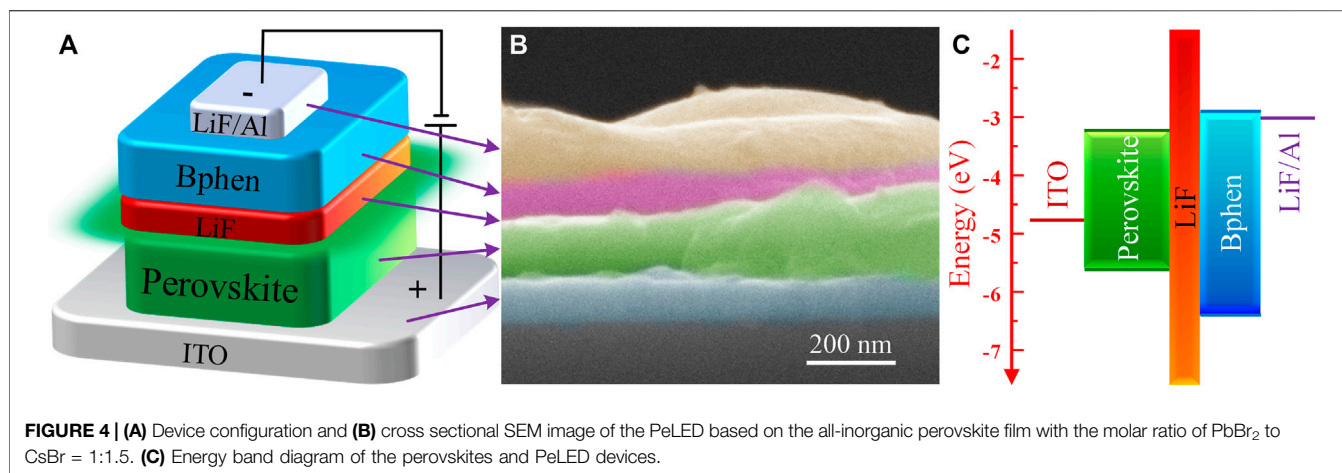 A
-
LiF/Al
Bphen
LiF
Perovskite
+
ITO
B
200 nm
C
Energy (eV)
-2
-3
-4
-5
-6
-7
ITO
Perovskite
LiF
Bphen
LiF/Al
FIGURE 4 | (A) Device configuration and (B) cross sectional SEM image of the PeLED based on the all-inorganic perovskite film with the molar ratio of PbBr₂ to
CsBr = 1:1.5. (C) Energy band diagram of the perovskites and PeLED devices.